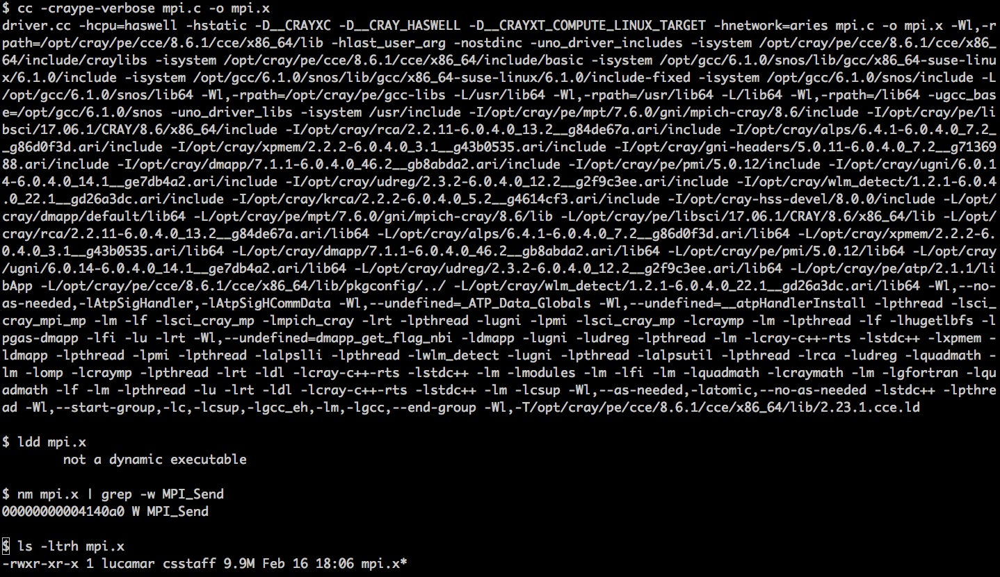 $ cc -craype-verbose mpi.c -o mpi.x
driver.cc -hcpu=haswell -hstatic -D__CRAYXC -D__CRAY_HASWELL -D__CRAYXT_COMPUTE_LINUX_TARGET -hnetwork=aries mpi.c -o mpi.x -Wl,-r
path=/opt/cray/pe/cce/8.6.1/cce/x86_64/lib -hlast_user_arg -nostdinc -uno_driver_includes -isystem /opt/cray/pe/cce/8.6.1/cce/x86_
64/include/craylibs -isystem /opt/cray/pe/cce/8.6.1/cce/x86_64/include/basic -isystem /opt/gcc/6.1.0/snos/lib/gcc/x86_64-suse-linu
x/6.1.0/include -isystem /opt/gcc/6.1.0/snos/lib/gcc/x86_64-suse-linux/6.1.0/include-fixed -isystem /opt/gcc/6.1.0/snos/include -L
/opt/gcc/6.1.0/snos/lib64 -Wl,-rpath=/opt/cray/pe/gcc-libs -L/usr/lib64 -Wl,-rpath=/usr/lib64 -L/lib64 -Wl,-rpath=/lib64 -ugcc_bas
e=/opt/gcc/6.1.0/snos -uno_driver_libs -isystem /usr/include -I/opt/cray/pe/mpt/7.6.0/gni/mpich-cray/8.6/include -I/opt/cray/pe/li
bsci/17.06.1/CRAY/8.6/x86_64/include -I/opt/cray/rca/2.2.11-6.0.4.0_13.2__g84de67a.ari/include -I/opt/cray/alps/6.4.1-6.0.4.0_7.2_
_g86d0f3d.ari/include -I/opt/cray/xpmem/2.2.2-6.0.4.0_3.1__g43b0535.ari/include -I/opt/cray/gni-headers/5.0.11-6.0.4.0_7.2__g71369
88.ari/include -I/opt/cray/dmapp/7.1.1-6.0.4.0_46.2__gb8abda2.ari/include -I/opt/cray/pe/pmi/5.0.12/include -I/opt/cray/ugni/6.0.1
4-6.0.4.0_14.1__ge7db4a2.ari/include -I/opt/cray/udreg/2.3.2-6.0.4.0_12.2__g2f9c3ee.ari/include -I/opt/cray/wlm_detect/1.2.1-6.0.4
.0_22.1__gd26a3dc.ari/include -I/opt/cray/krca/2.2.2-6.0.4.0_5.2__g4614cf3.ari/include -I/opt/cray-hss-devel/8.0.0/include -L/opt/
cray/dmapp/default/lib64 -L/opt/cray/pe/mpt/7.6.0/gni/mpich-cray/8.6/lib -L/opt/cray/pe/libsci/17.06.1/CRAY/8.6/x86_64/lib -L/opt/
cray/rca/2.2.11-6.0.4.0_13.2__g84de67a.ari/lib64 -L/opt/cray/alps/6.4.1-6.0.4.0_7.2__g86d0f3d.ari/lib64 -L/opt/cray/xpmem/2.2.2-6.
0.4.0_3.1__g43b0535.ari/lib64 -L/opt/cray/dmapp/7.1.1-6.0.4.0_46.2__gb8abda2.ari/lib64 -L/opt/cray/pe/pmi/5.0.12/lib64 -L/opt/cray
/ugni/6.0.14-6.0.4.0_14.1__ge7db4a2.ari/lib64 -L/opt/cray/udreg/2.3.2-6.0.4.0_12.2__g2f9c3ee.ari/lib64 -L/opt/cray/pe/atp/2.1.1/li
bApp -L/opt/cray/pe/cce/8.6.1/cce/x86_64/lib/pkgconfig/../ -L/opt/cray/wlm_detect/1.2.1-6.0.4.0_22.1__gd26a3dc.ari/lib64 -Wl,--no-
as-needed,-lAtpSigHandler,-lAtpSigHCommData -Wl,--undefined=_ATP_Data_Globals -Wl,--undefined=__atpHandlerInstall -lpthread -lsci_
cray_mpi_mp -lm -lf -lsci_cray_mp -lmpich_cray -lrt -lpthread -lugni -lpmi -lsci_cray_mp -lcraymp -lm -lpthread -lf -lhugetlbfs -l
pgas-dmapp -lfi -lu -lrt -Wl,--undefined=dmapp_get_flag_nbi -ldmapp -lugni -ludreg -lpthread -lm -lcray-c++-rts -lstdc++ -lxpmem -
ldmapp -lpthread -lpmi -lpthread -lalpslli -lpthread -lwlm_detect -lugni -lpthread -lalpsutil -lpthread -lrca -ludreg -lquadmath -
lm -lomp -lcraymp -lpthread -lrt -ldl -lcray-c++-rts -lstdc++ -lm -lmodules -lm -lfi -lm -lquadmath -lcraymath -lm -lgfortran -lqu
admath -lf -lm -lpthread -lu -lrt -ldl -lcray-c++-rts -lstdc++ -lm -lcsup -Wl,--as-needed,-latomic,--no-as-needed -lstdc++ -lpthre
ad -Wl,--start-group,-lc,-lcsup,-lgcc_eh,-lm,-lgcc,--end-group -Wl,-T/opt/cray/pe/cce/8.6.1/cce/x86_64/lib/2.23.1.cce.ld
$ ldd mpi.x
not a dynamic executable
$ nm mpi.x | grep -w MPI_Send
00000000004140a0 W MPI_Send
$ ls -ltrh mpi.x
-rwxr-xr-x 1 lucamar csstaff 9.9M Feb 16 18:06 mpi.x*